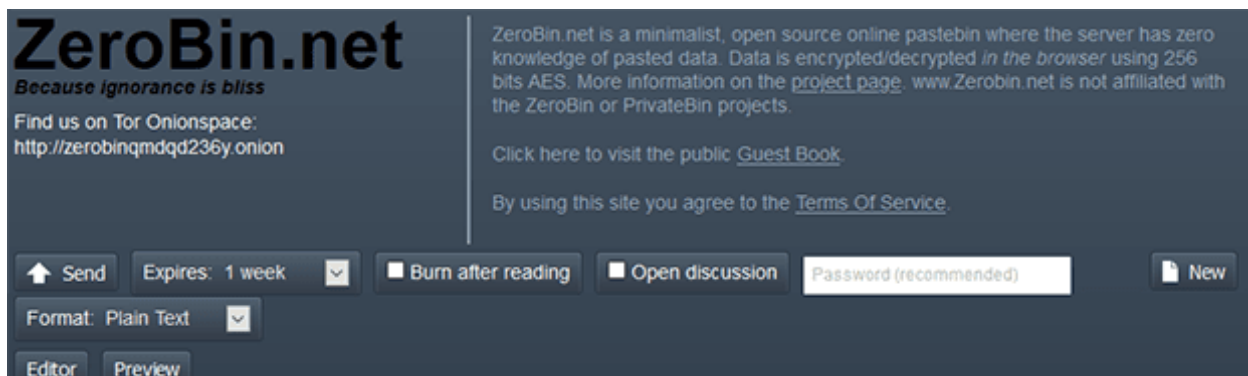 ZeroBin.net
Because ignorance is bliss
Find us on Tor Onionspace:
http://zerobinqmdqd236y.onion
ZeroBin.net is a minimalist, open source online pastebin where the server has zero
knowledge of pasted data. Data is encrypted/decrypted in the browser using 256
bits AES. More information on the project page. www.Zerobin.net is not affiliated with
the ZeroBin or PrivateBin projects.
Click here to visit the public Guest Book.
By using this site you agree to the Terms Of Service.
Send Expires: 1 week Burn after reading Open discussion Password (recommended) New
Format: Plain Text
Editor Preview